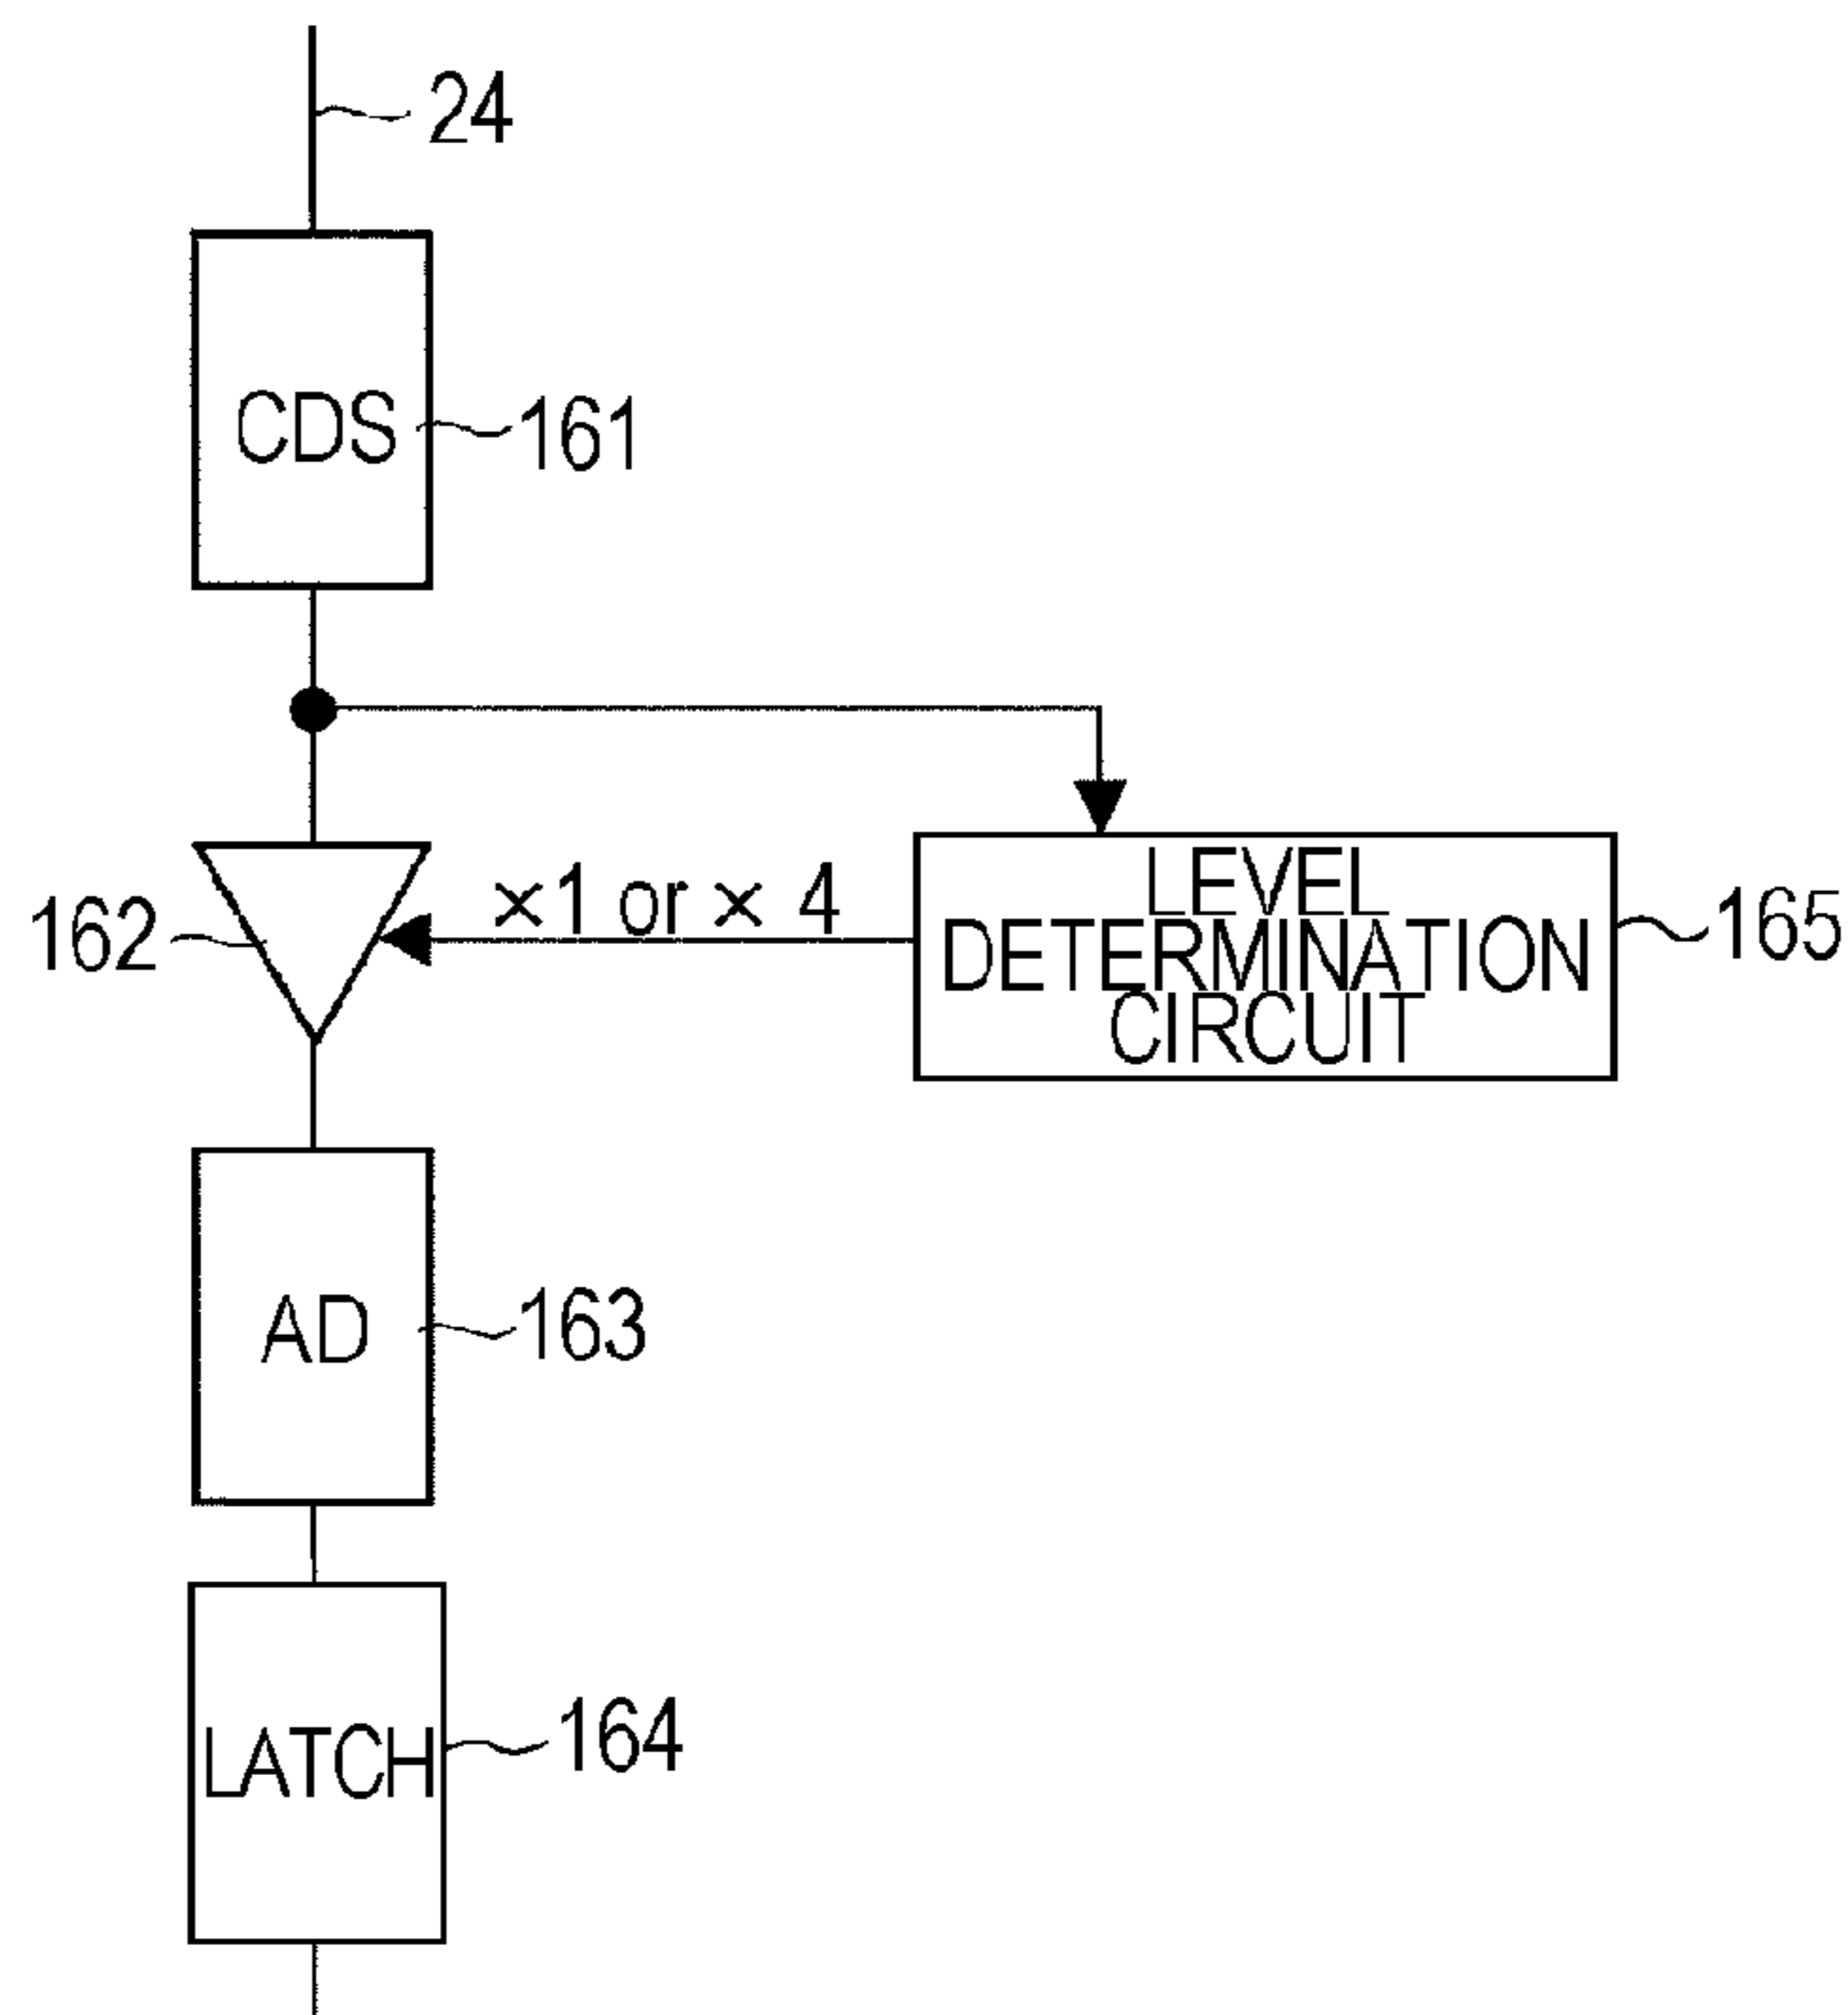 24
CDS
161
162
×1 or × 4
LEVEL
DETERMINATION
CIRCUIT
165
AD
163
LATCH
164